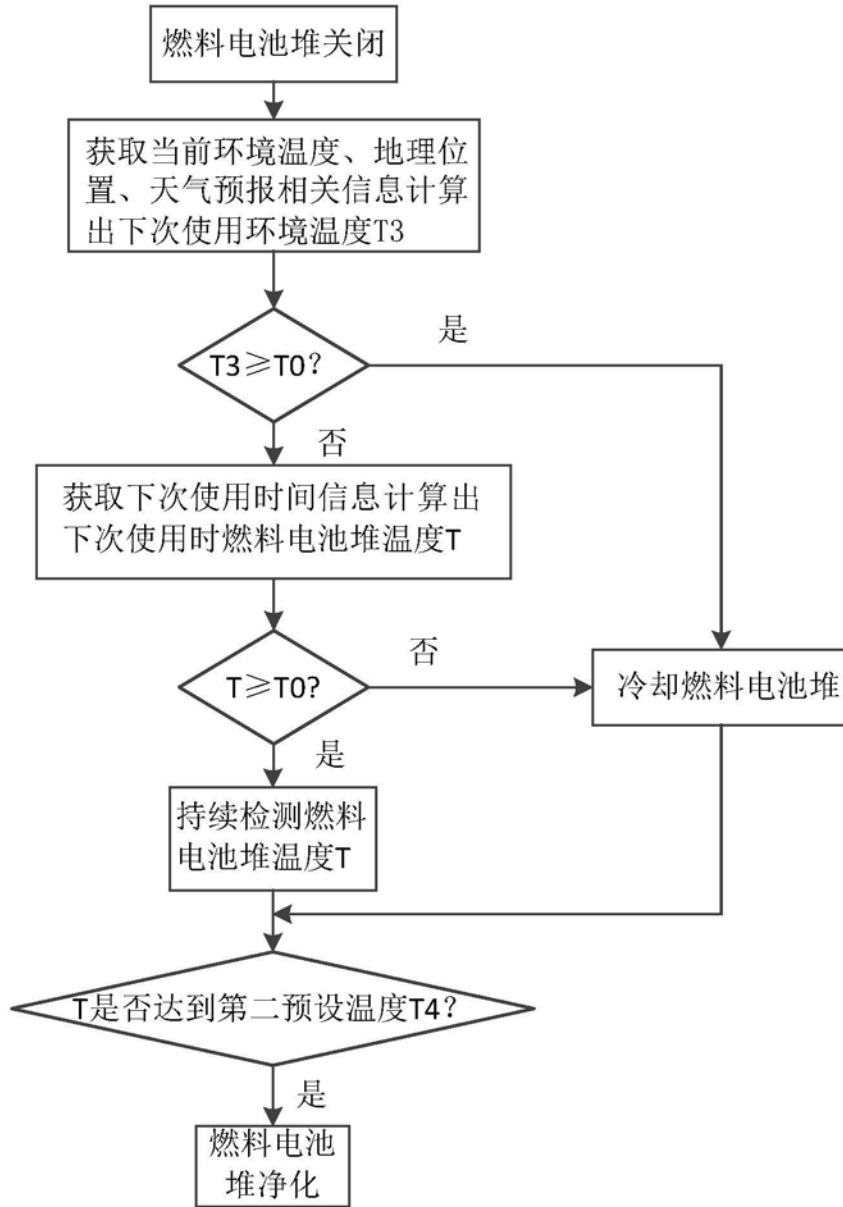 燃料电池堆关闭
获取当前环境温度、地理位
置、天气预报相关信息计算
出下次使用环境温度T3
是
T3≥T0?
否
获取下次使用时间信息计算出
下次使用时燃料电池堆温度T
否
T≥T0?
冷却燃料电池堆
是
持续检测燃料
电池堆温度T
T是否达到第二预设温度T4?
是
燃料电池
堆净化